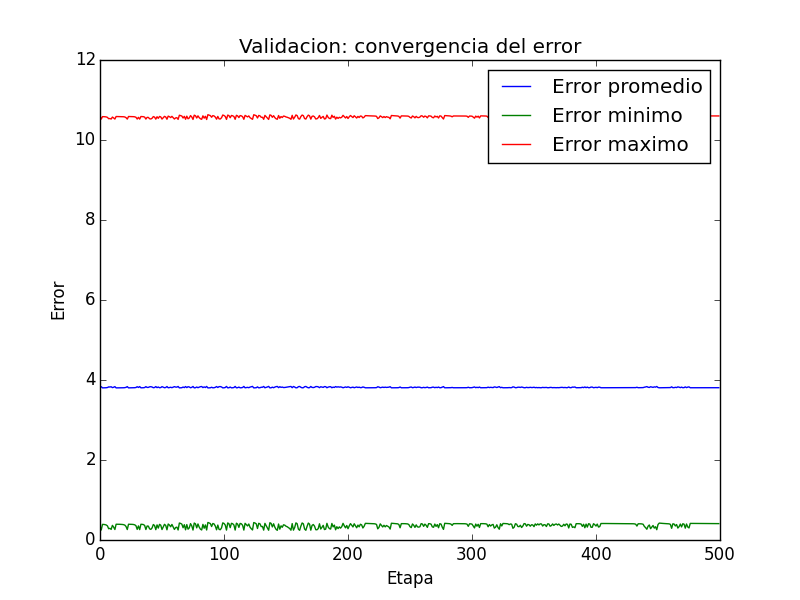 Validacion: convergencia del error
12
10
8
6
4
2
0
Error
Error promedio
Error minimo
Error maximo
0 100 200 300 400 500
Etapa